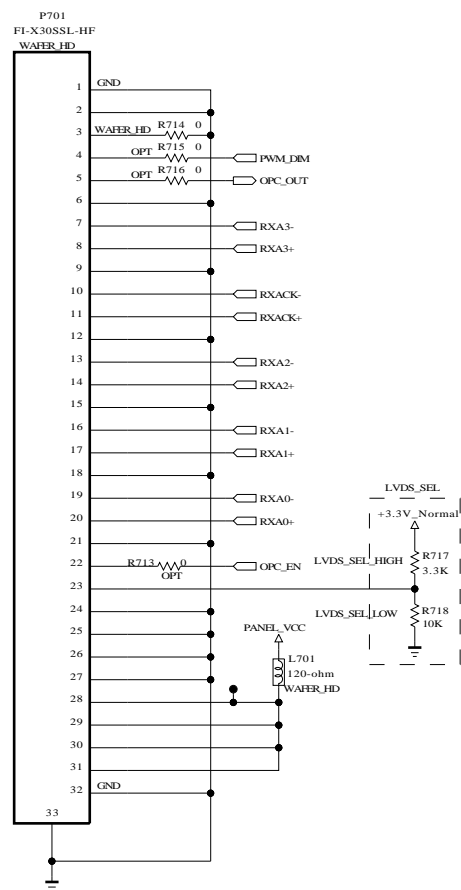 P701
FI-X30SSL-HF
WAFER_HD
1 GND
2
3 WAFER_HD R714 0
4 OPT R715 0 PWM_DIM
5 OPT R716 0 OPC_OUT
6
7 RXA3-
8 RXA3+
9
10 RXACK-
11 RXACK+
12
13 RXA2-
14 RXA2+
15
16 RXA1-
17 RXA1+
18
19 RXA0-
20 RXA0+
21
22 R713 0 OPT OPC_EN
23
24
25
26
27
28
29
30
31
32 GND
33
LVDS_SEL
+3.3V_Normal
LVDS_SEL_HIGH R717
3.3K
LVDS_SEL_LOW R718
10K
PANEL_VCC
L701
120-ohm
WAFER_HD